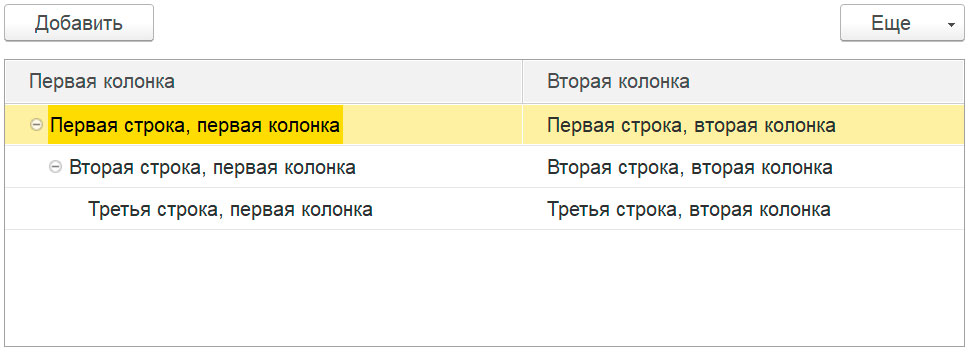 Добавить Еще
Первая колонка Вторая колонка
Первая строка, первая колонка Первая строка, вторая колонка
Вторая строка, первая колонка Вторая строка, вторая колонка
Третья строка, первая колонка Третья строка, вторая колонка